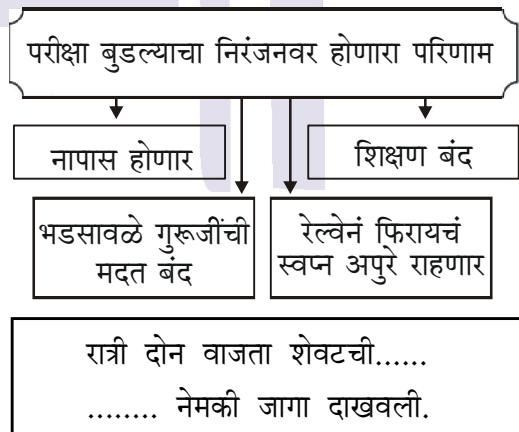 परीक्षा बुडल्याचा निरंजनवर होणारा परिणाम
नापास होणार
शिक्षण बंद
भडसावळे गुरूजींची
मदत बंद
रेल्वेनं फिरायचं
स्वप्न अपुरे राहणार
रात्री दोन वाजता शेवटची......
........ नेमकी जागा दाखवली.